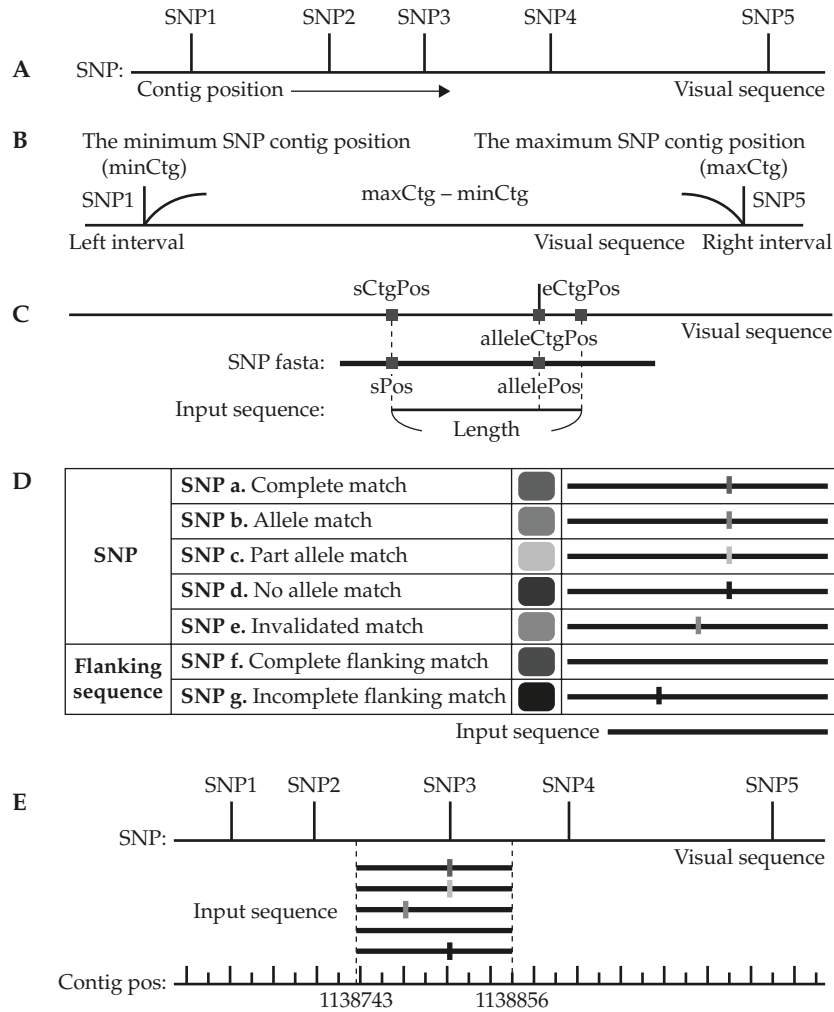 SNP1 SNP2 SNP3 SNP4 SNP5
A SNP:
Contig position Visual sequence
B The minimum SNP contig position The maximum SNP contig position
(minCtg) (maxCtg)
SNP1 maxCtg – minCtg SNP5
Left interval Visual sequence Right interval
sCtgPos eCtgPos
C
alleleCtgPos Visual sequence
SNP fasta:
sPos allelePos
Input sequence:
Length
D SNP a. Complete match
SNP b. Allele match
SNP SNP c. Part allele match
SNP d. No allele match
SNP e. Invalidated match
Flanking sequence SNP f. Complete flanking match
SNP g. Incomplete flanking match
Input sequence
E SNP1 SNP2 SNP3 SNP4 SNP5
SNP:
Visual sequence
Input sequence
Contig pos:
1138743 1138856